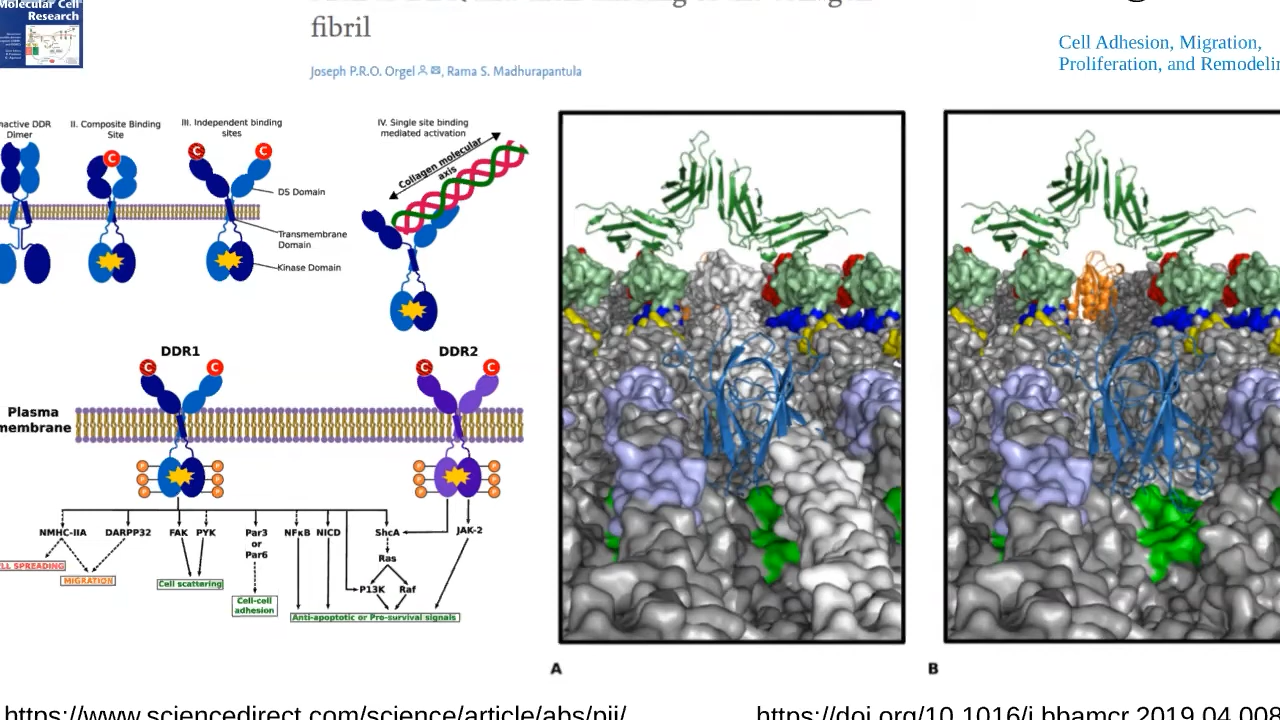 Molecular Cell
Research
fibril
Joseph P.R.O. Orgel, Rama S. Madhurapantula
Cell Adhesion, Migration,
Proliferation, and
DDR
Dimer
II. Composite Binding
Site
III. Independent binding
sites
IV. Single site binding
mediated activation
C
C
C
Collagen molecular
axis
DS Domain
Transmembrane
Domain
Kinase Domain
DDR1
DDR2
C
C
C
C
Plasma
membrane
P
P
P
P
P
P
P
P
P
P
P
P
NMHC-IIA
DARPP32
FAK
PYK
Par3
or
Par6
NFκB
NICD
ShcA
JAK-2
Ras
P13K
Raf
SPREADING
MIGRATION
Cell scattering
Cell-cell
adhesion
Anti-apoptotic or Pro-survival signals
A
B
https://www.sciencedirect.com/science/article/abs/pii/
https://doi.org/10.1016/j.bbamcr.2019.04.008